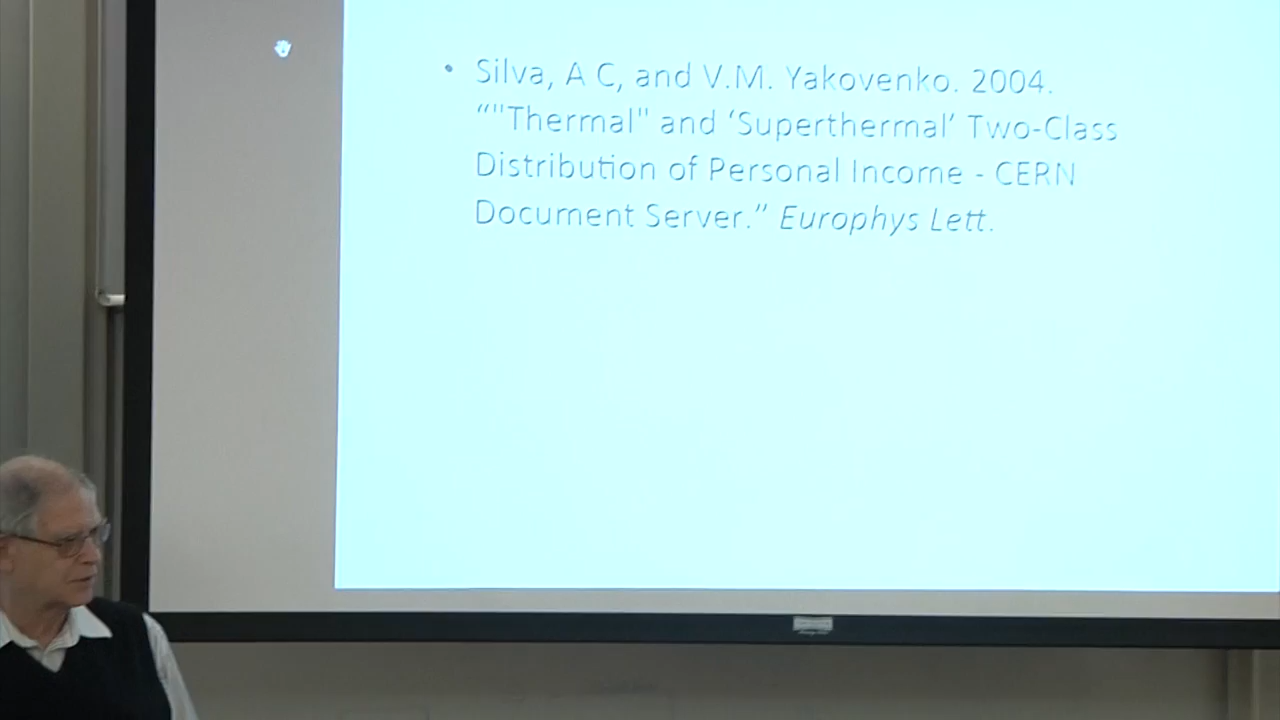 • Silva, A C, and V.M. Yakovenko. 2004.
“"Thermal" and ‘Superthermal’ Two-Class
Distribution of Personal Income - CERN
Document Server.” Europhys Lett.